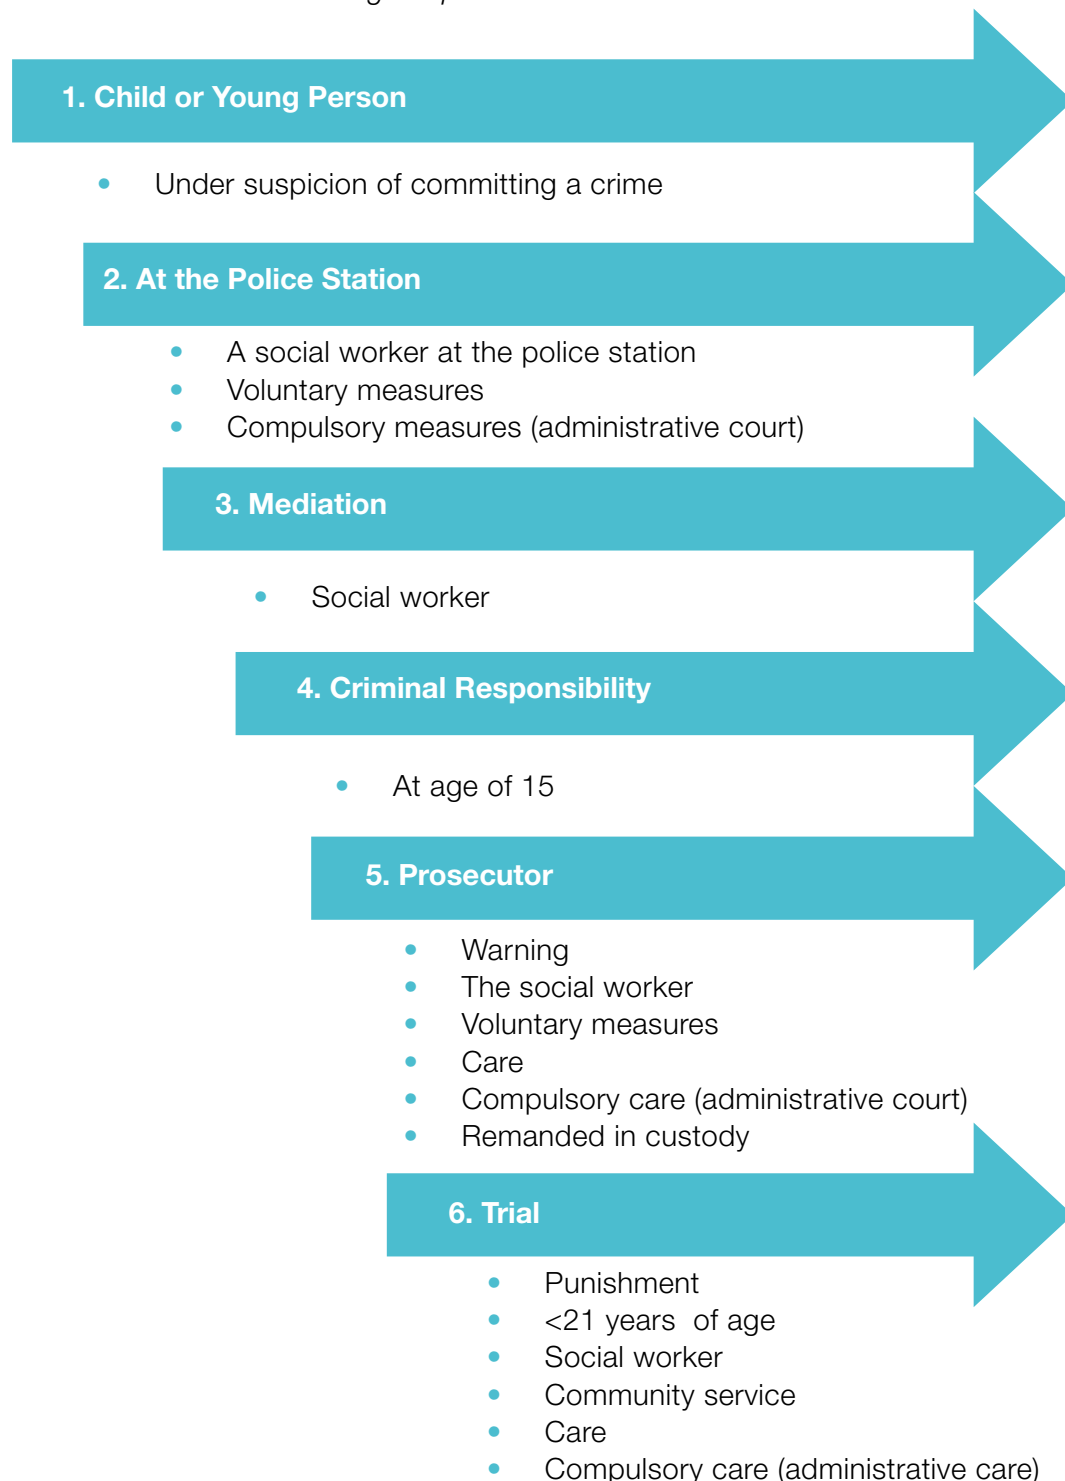 1. Child or Young Person
• Under suspicion of committing a crime
2. At the Police Station
• A social worker at the police station
• Voluntary measures
• Compulsory measures (administrative court)
3. Mediation
• Social worker
4. Criminal Responsibility
• At age of 15
5. Prosecutor
• Warning
• The social worker
• Voluntary measures
• Care
• Compulsory care (administrative court)
• Remanded in custody
6. Trial
• Punishment
• <21 years  of age
• Social worker
• Community service
• Care
• Compulsory care (administrative care)